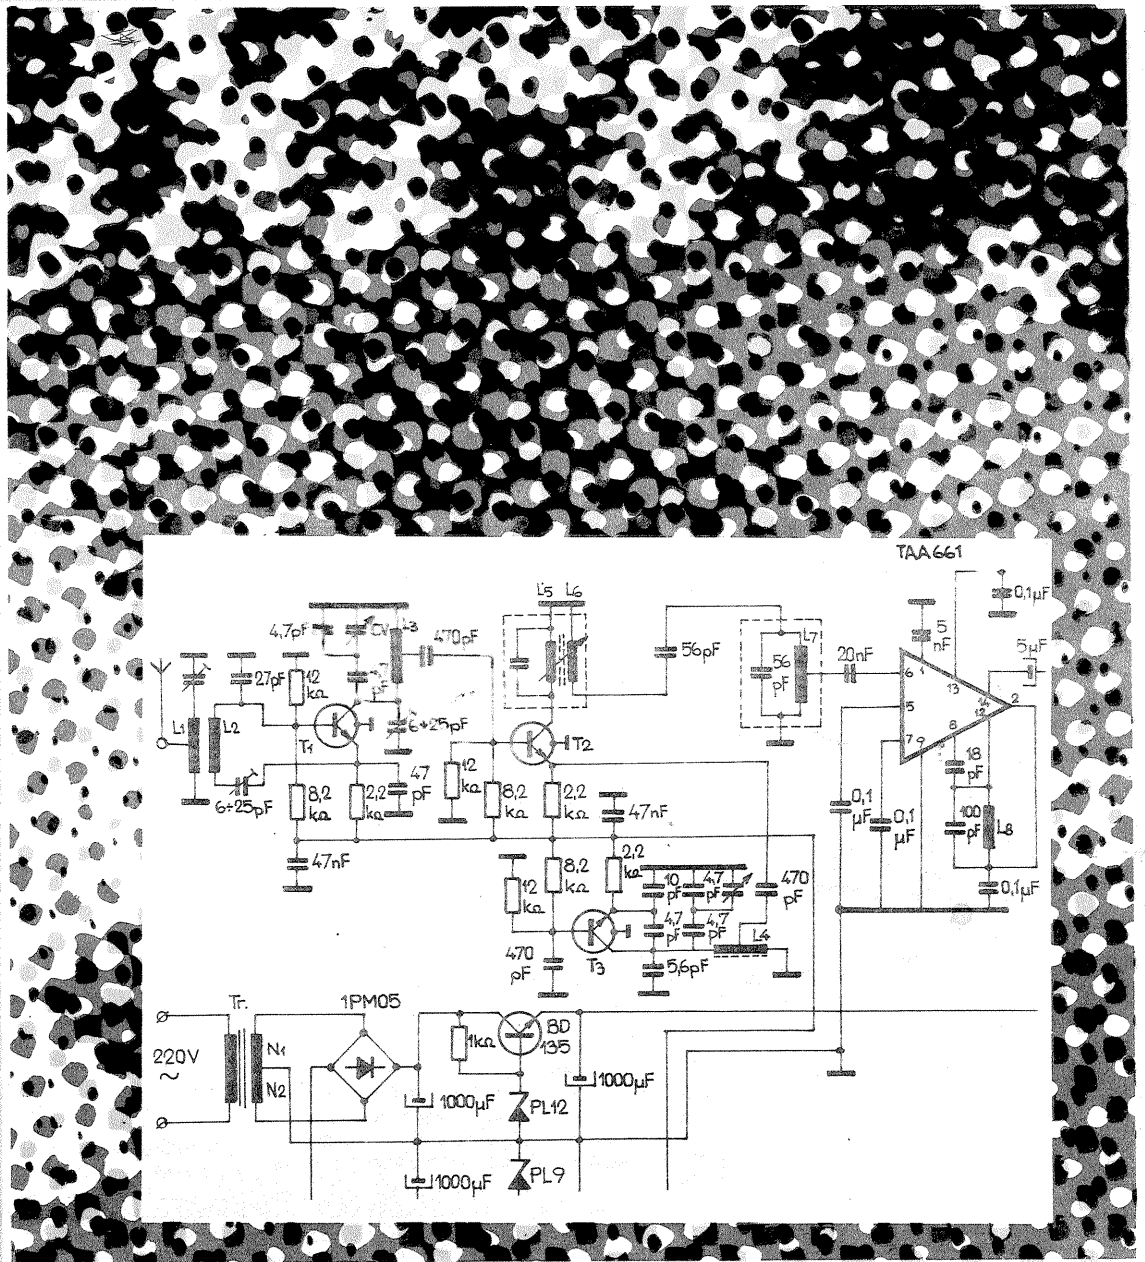 TAA661
L5 L6
0,1µF
4,7pF
CV
L3
470pF
5
nF
5µF
56pF
L7
56
pF
20nF
27pF
12
kΩ
pF
6
1
13
14
12
2
5
8
7
9
L1
L2
T1
6÷25pF
T2
18
pF
6÷25pF
8,2
kΩ
2,2
kΩ
47
pF
12
kΩ
8,2
kΩ
2,2
kΩ
47nF
0,1
µF
0,1
µF
100
pF
L8
47nF
12
kΩ
8,2
kΩ
2,2
kΩ
10
pF
4,7
pF
470
pF
0,1µF
4,7
pF
4,7
pF
L4
470
pF
T3
5,6pF
Tr.
1PM05
220V
~
N1
N2
1kΩ
BD
135
1000µF
PL12
1000µF
1000µF
PL9